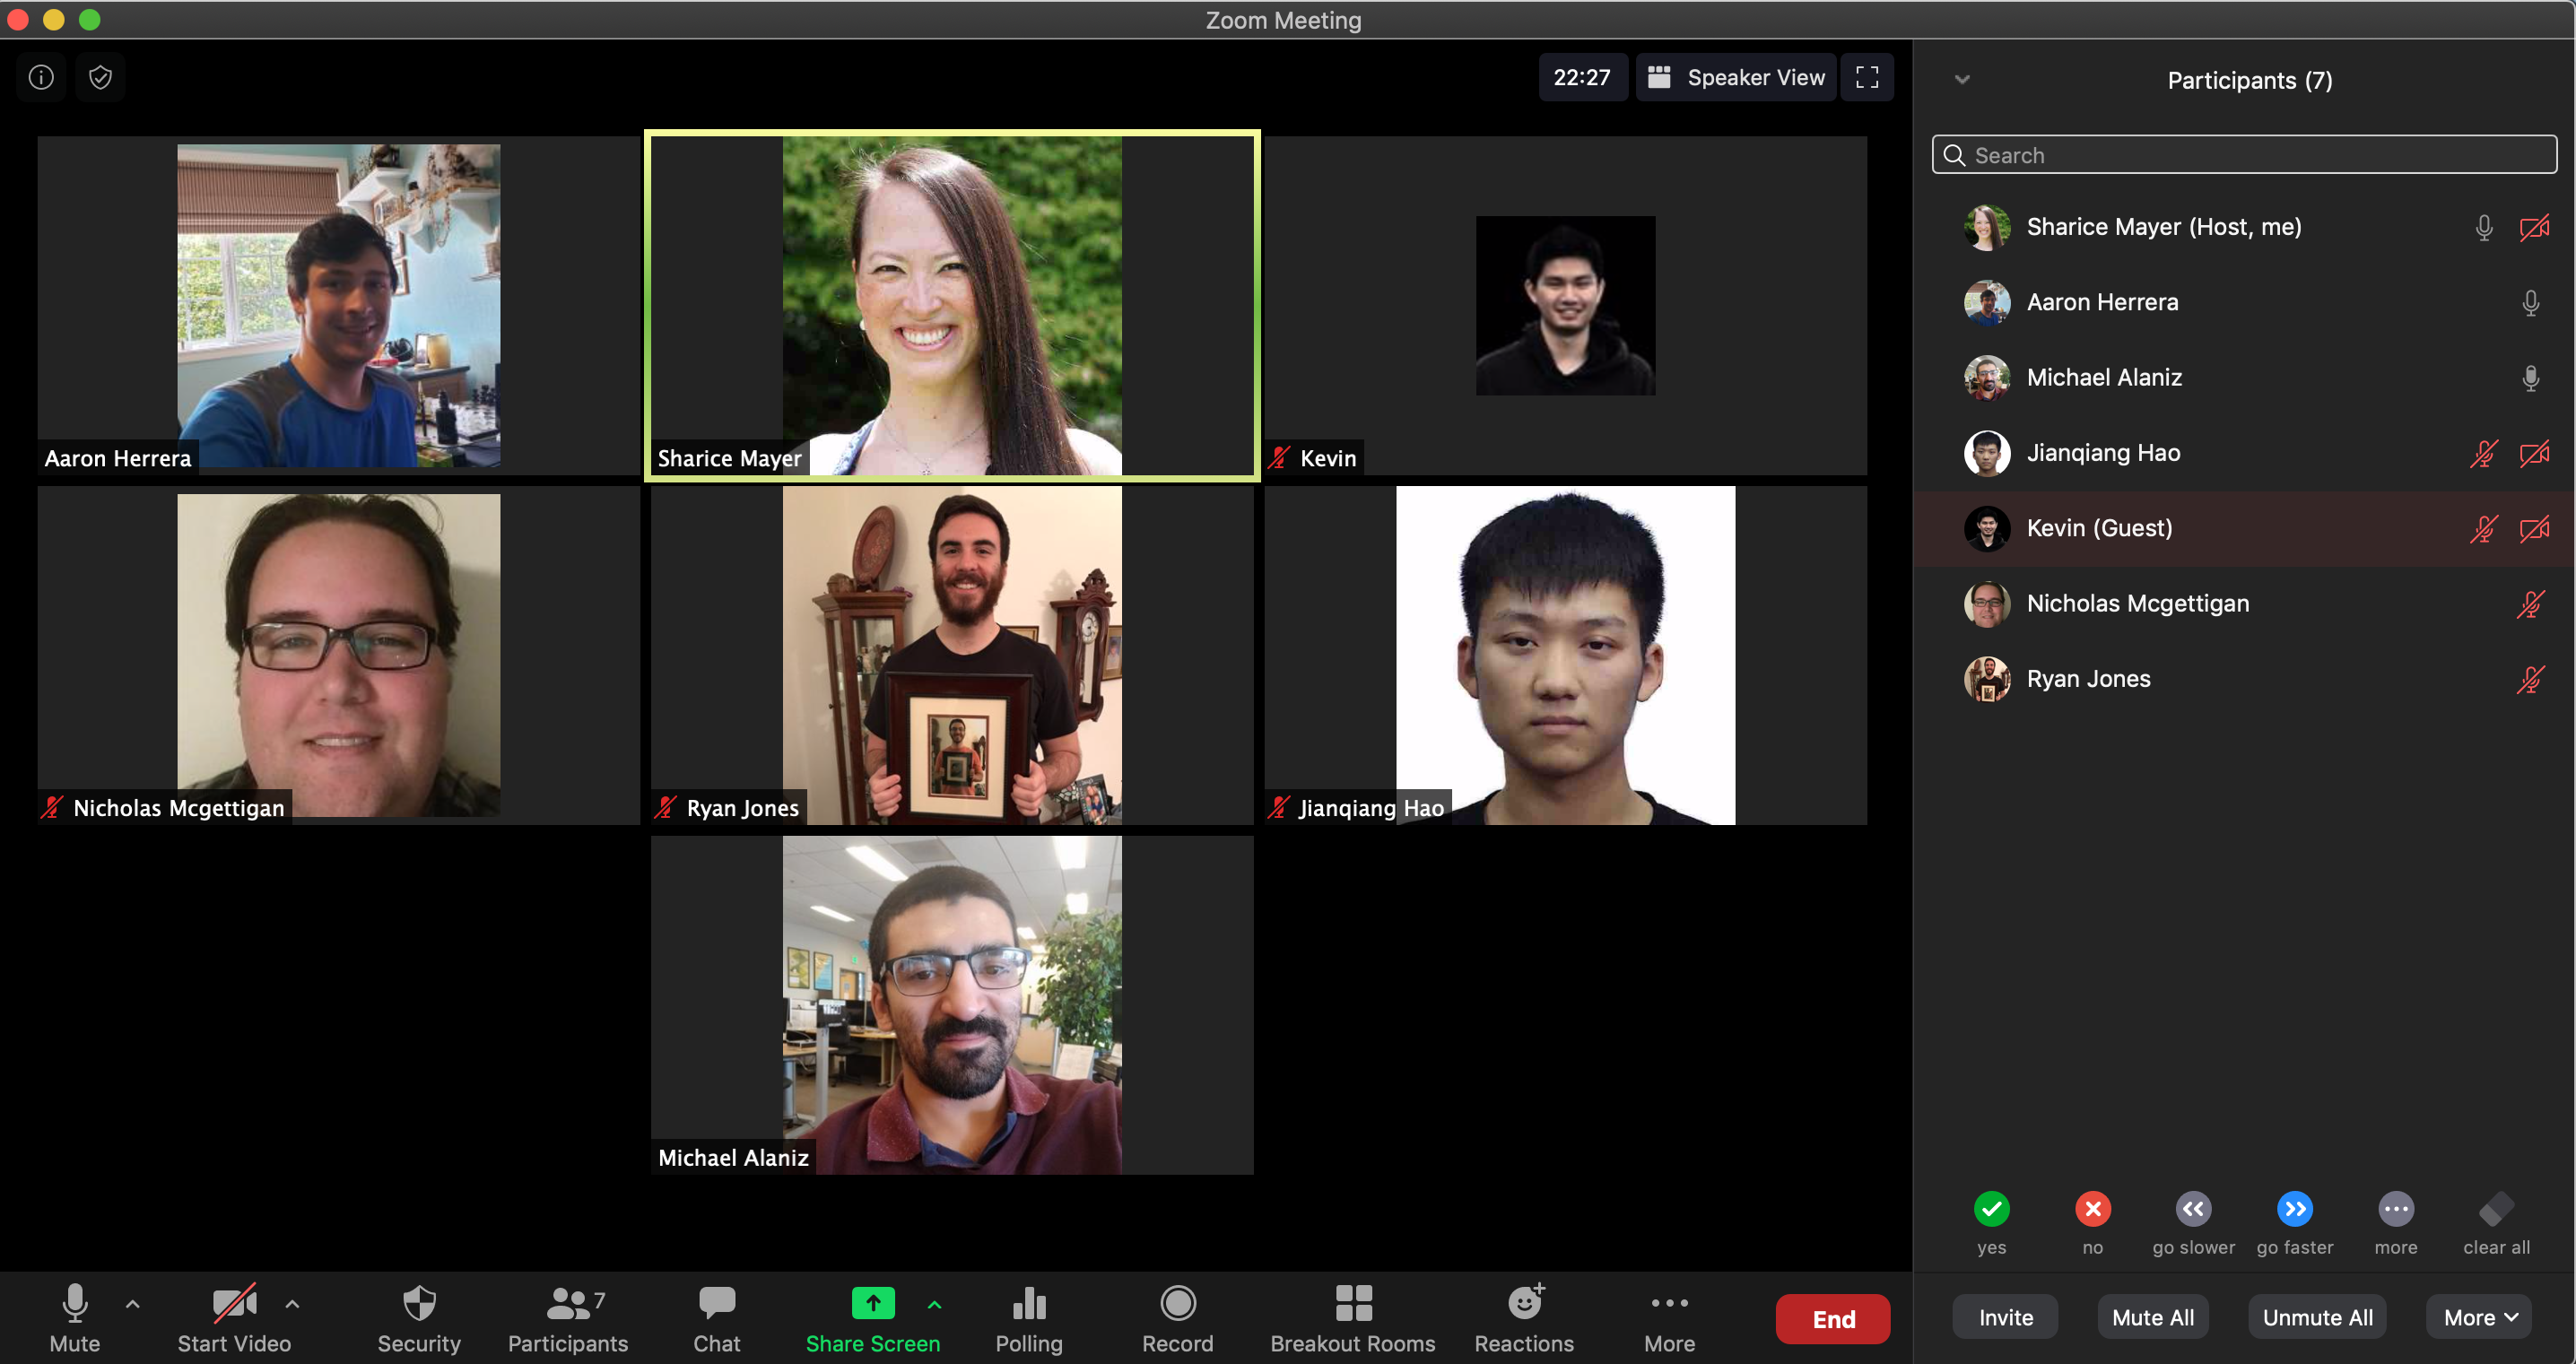 Zoom Meeting
22:27
Speaker View
Participants (7)
Search
Sharice Mayer (Host, me)
Aaron Herrera
Michael Alaniz
Jianqiang Hao
Kevin (Guest)
Nicholas Mcgettigan
Ryan Jones
Aaron Herrera
Sharice Mayer
Kevin
Nicholas Mcgettigan
Ryan Jones
Jianqiang Hao
Michael Alaniz
yes
no
go slower
go faster
more
clear all
Mute
Start Video
Security
7
Participants
Chat
Share Screen
Polling
Record
Breakout Rooms
Reactions
More
End
Invite
Mute All
Unmute All
More